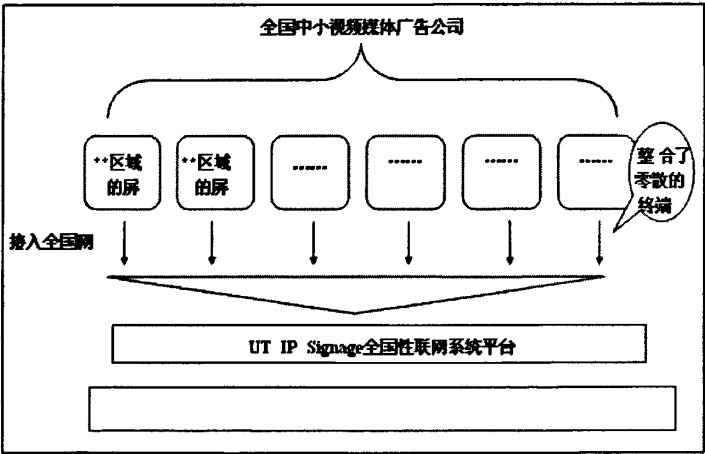 全国中小视频媒体广告公司
**区域
的屏
**区域
的屏
......
......
......
......
整合了
零散的
终端
接入全国网
UT IP Signage全国性联网系统平台